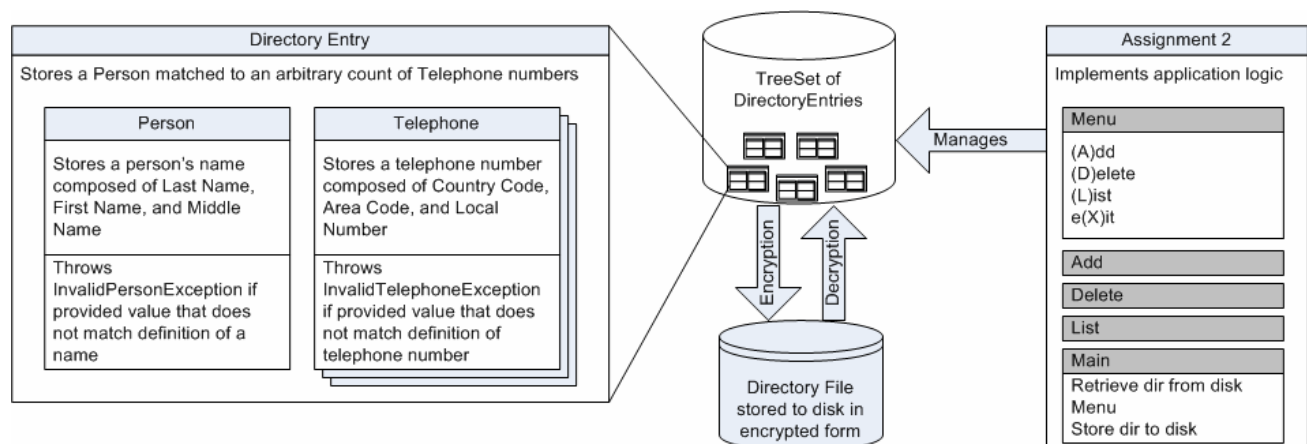 Directory Entry
Stores a Person matched to an arbitrary count of Telephone numbers
Person
Stores a person's name
composed of Last Name,
First Name, and Middle
Name
Throws
InvalidPersonException if
provided value that does
not match definition of a
name
Telephone
Stores a telephone number
composed of Country Code,
Area Code, and Local
Number
Throws
InvalidTelephoneException
if provided value that does
not match definition of
telephone number
TreeSet of
DirectoryEntries
Encryption
Decryption
Directory File
stored to disk in
encrypted form
Manages
Assignment 2
Implements application logic
Menu
(A)dd
(D)elete
(L)ist
e(X)it
Add
Delete
List
Main
Retrieve dir from disk
Menu
Store dir to disk